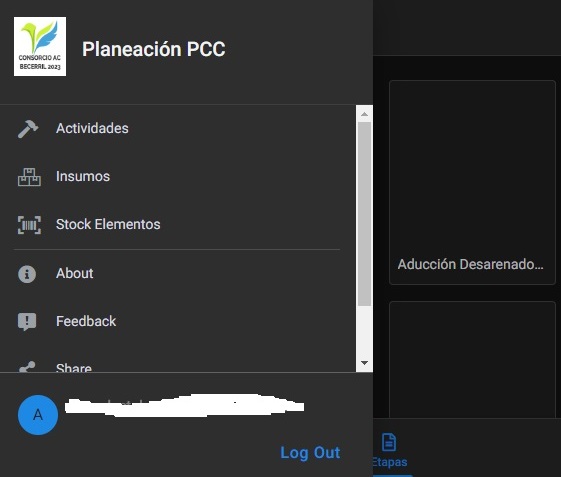 CONSORCIO AC
BECERRIL 2023
Planeación PCC
Actividades
Insumos
Stock Elementos
About
Feedback
Share
A
Log Out
Aducción Desarenado...
Etapas